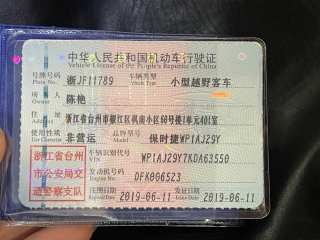 中华人民共和国机动车行驶证
Vehicle License of the People's Republic of China
号牌号码 浙JF11789 车辆类型 小型越野客车
Plate No. Vehicle Type
所有人 陈艳
Owner
住址 浙江省台州市椒江区机南小区60号楼1单元401室
Address
使用性质 非营运 品牌型号 保时捷WP1AJ29Y
Use Character Model
浙江省台州市公安局交通警察支队
车辆识别代号 WP1AJ29Y7KDA63550
VIN
发动机号码 DFK006523
Engine No.
注册日期 2019-06-11 发证日期 2019-06-11
Register Date Issue Date